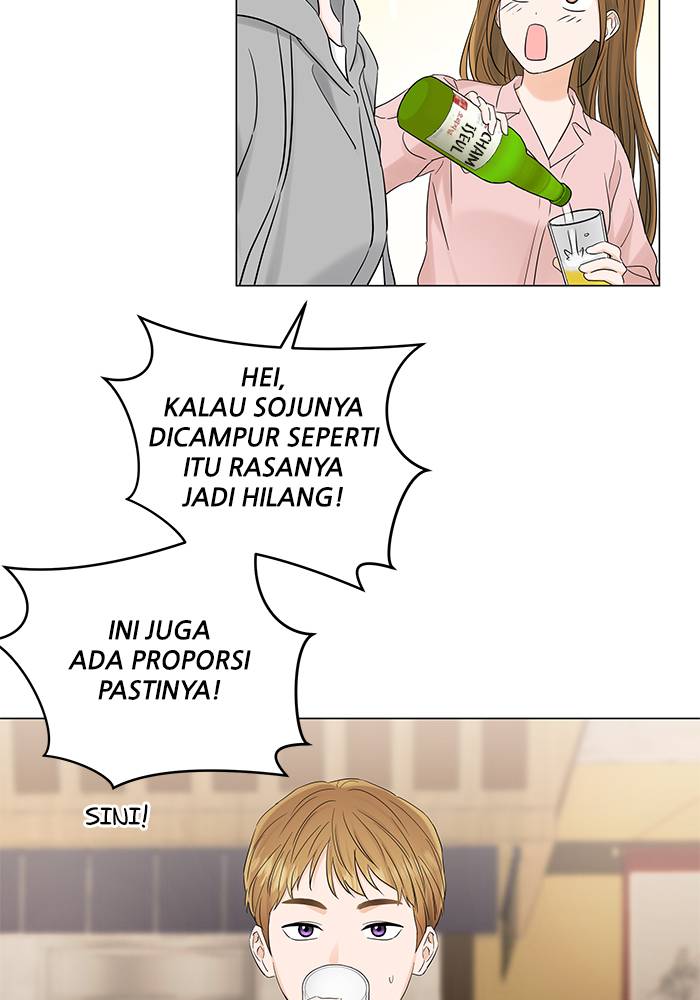 CHAM
ISEUL
HEI,
KALAU SOJUNYA
DICAMPUR SEPERTI
ITU RASANYA
JADI HILANG!
INI JUGA
ADA PROPORSI
PASTINYA!
SINI!